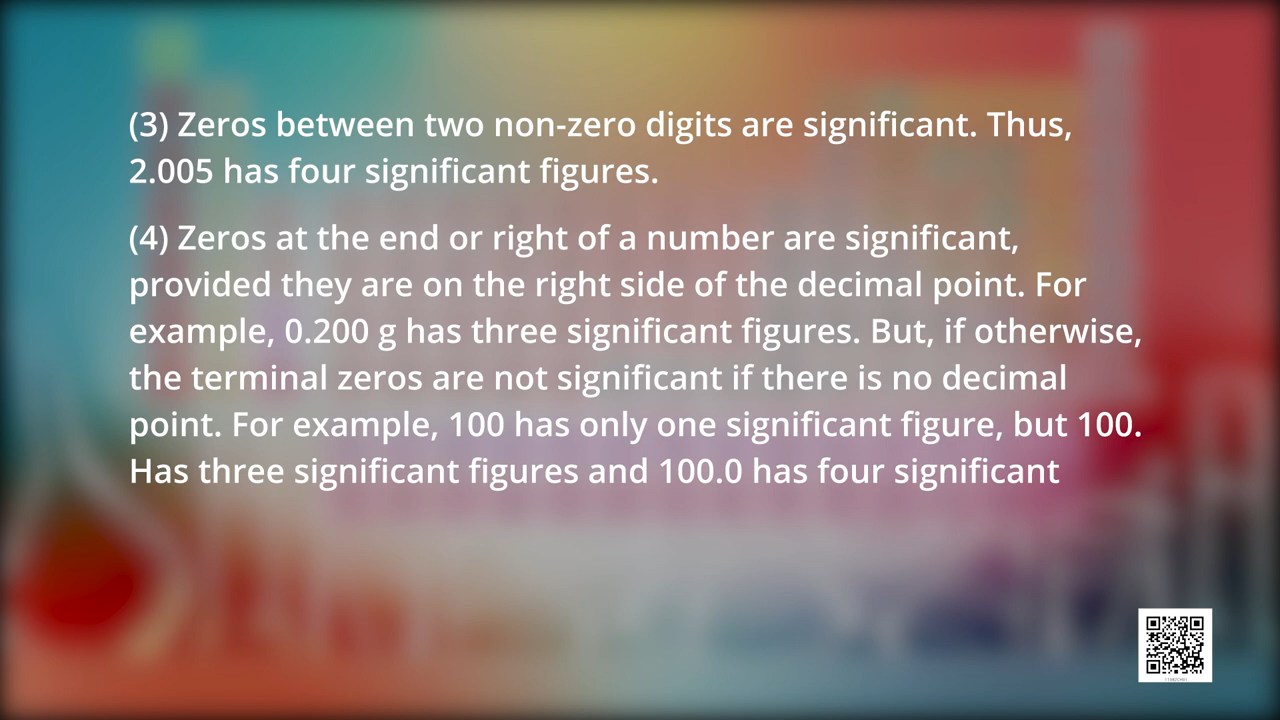 (3) Zeros between two non-zero digits are significant. Thus,
2.005 has four significant figures.
(4) Zeros at the end or right of a number are significant,
provided they are on the right side of the decimal point. For
example, 0.200 g has three significant figures. But, if otherwise,
the terminal zeros are not significant if there is no decimal
point. For example, 100 has only one significant figure, but 100.
Has three significant figures and 100.0 has four significant